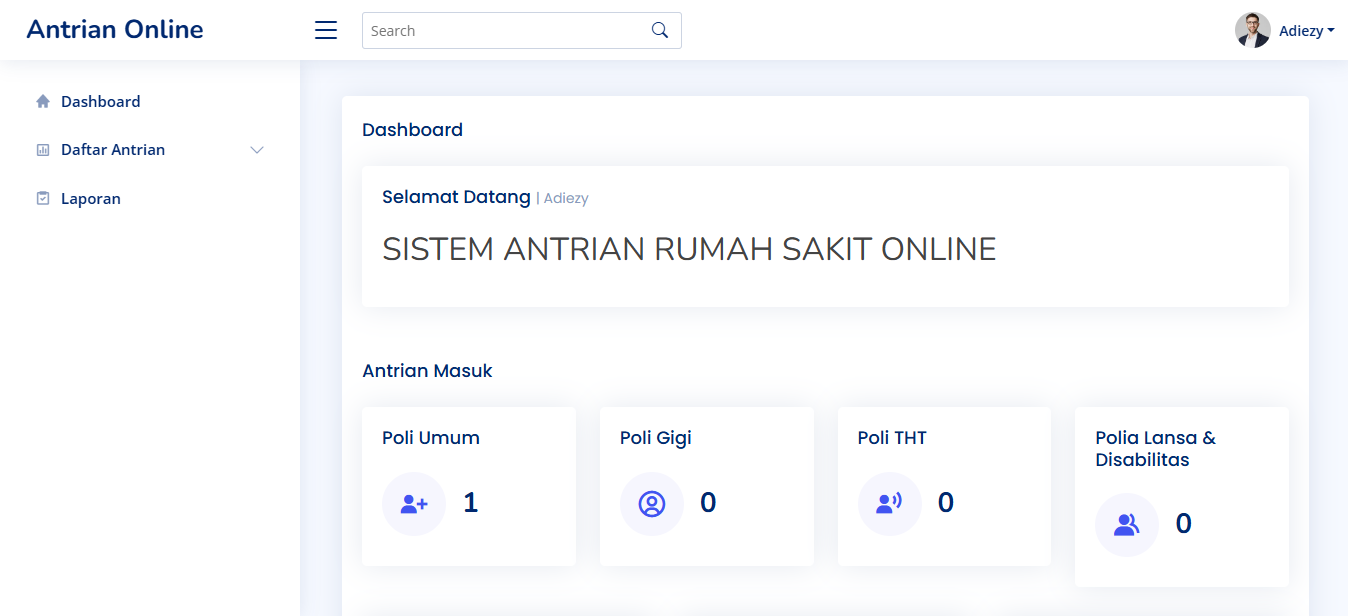 Antrian Online
Search
Adiezy
Dashboard
Daftar Antrian
Laporan
Dashboard
Selamat Datang | Adiezy
SISTEM ANTRIAN RUMAH SAKIT ONLINE
Antrian Masuk
Poli Umum
1
Poli Gigi
0
Poli THT
0
Polia Lansa &
Disabilitas
0